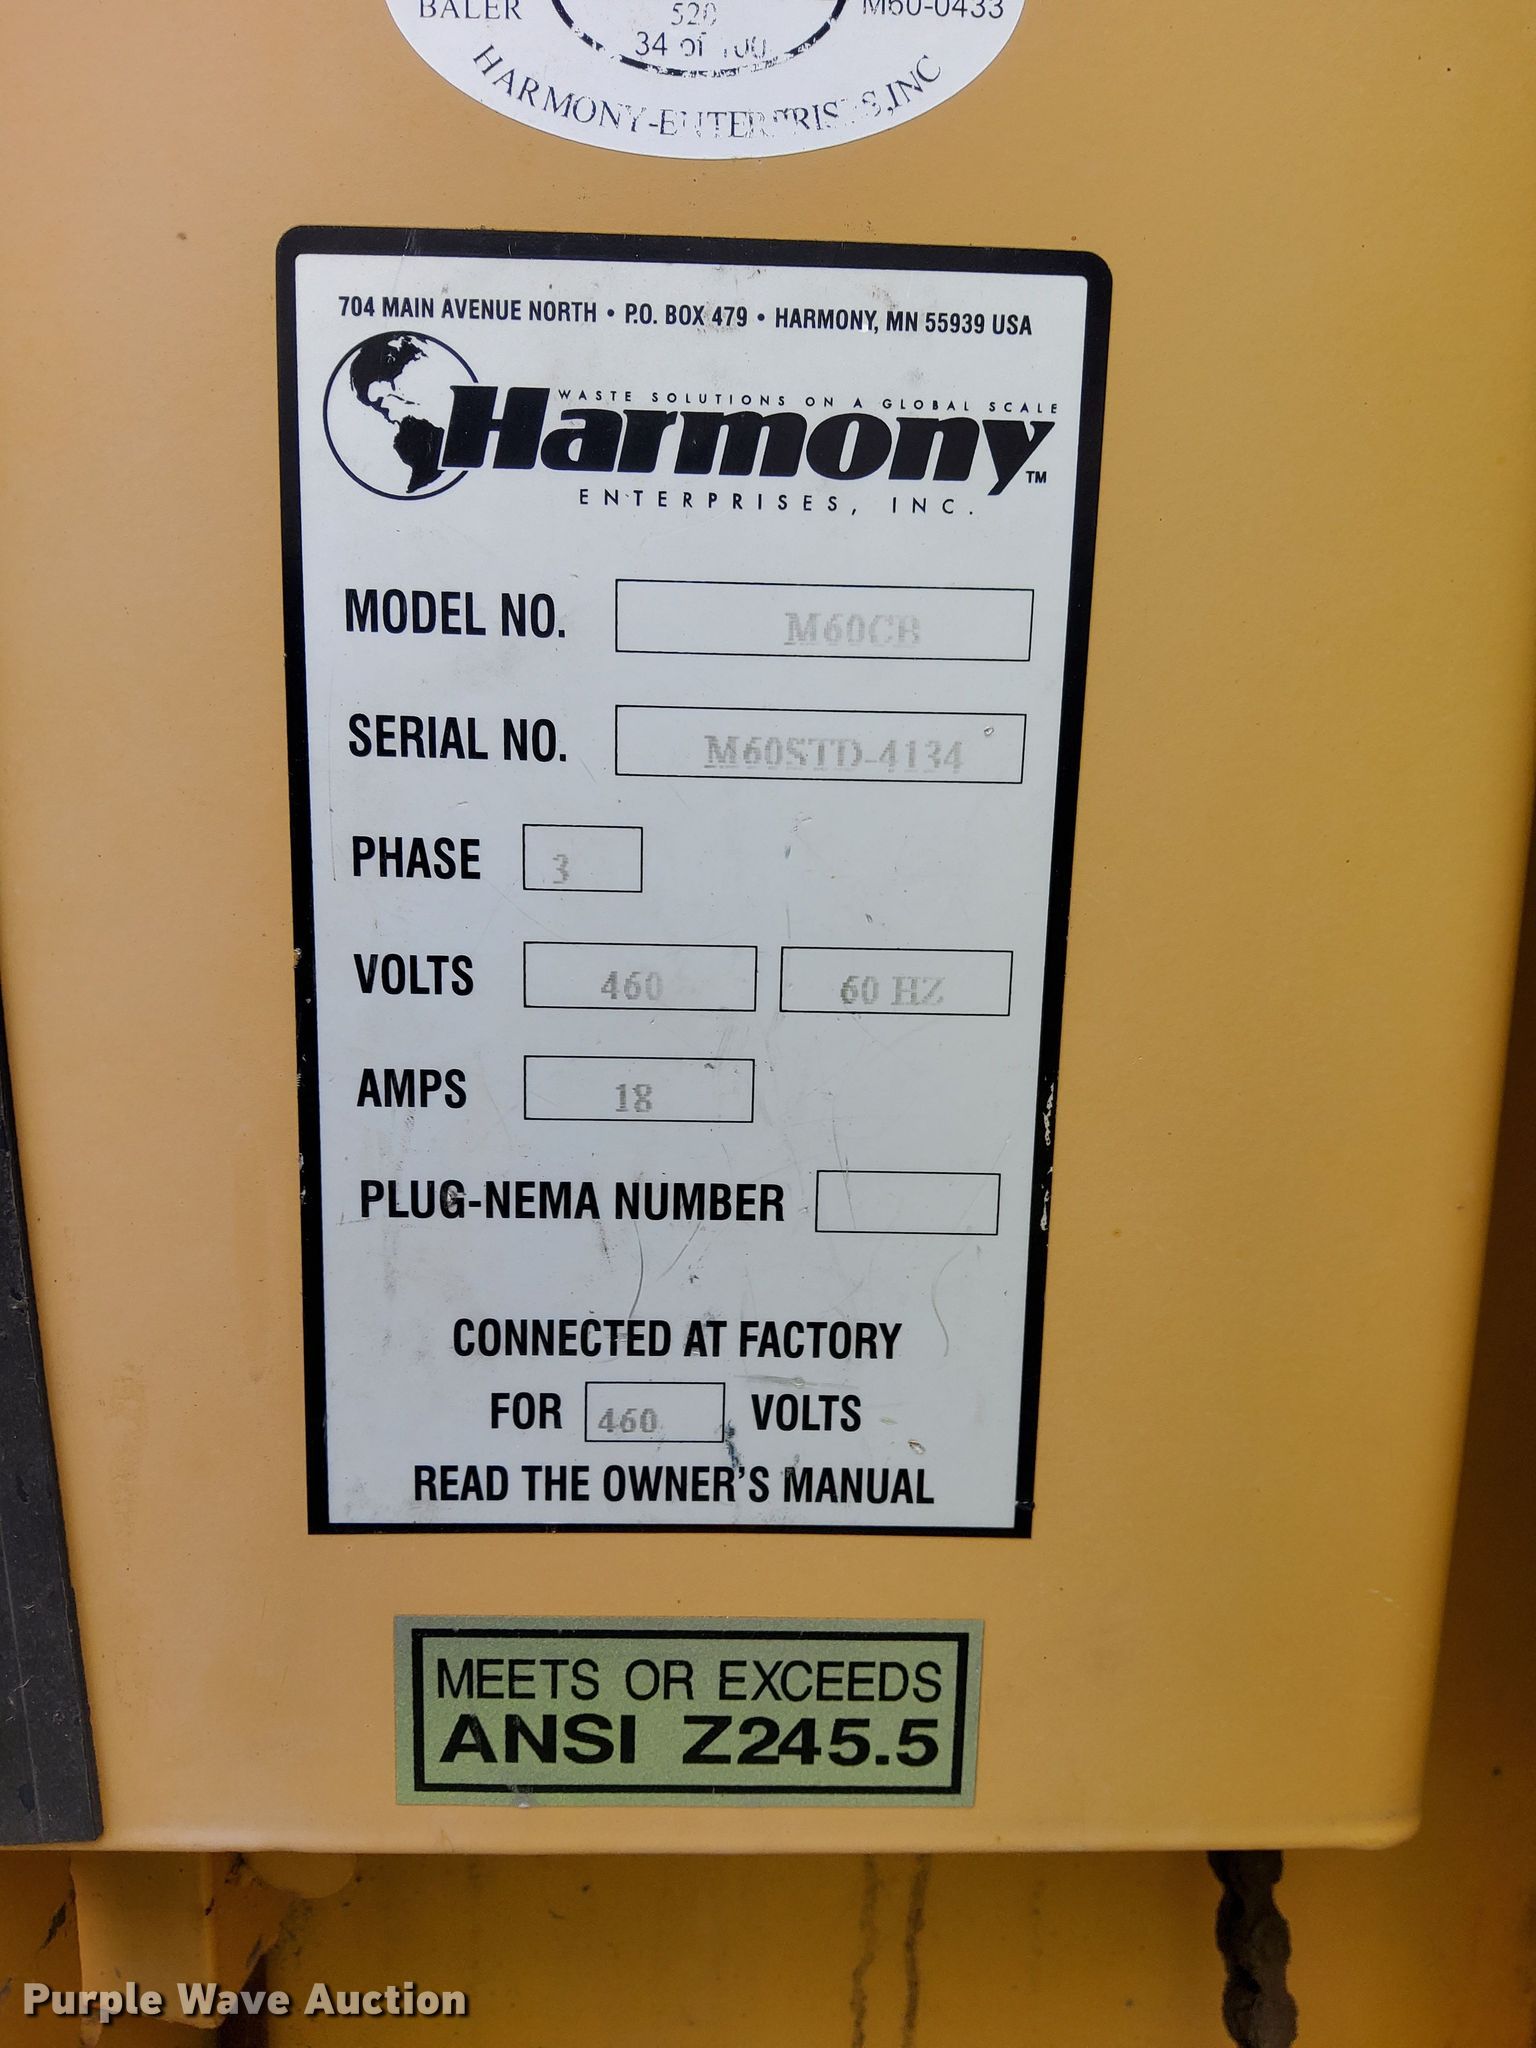 BALER
520
M60-0433
34 of 100
HARMONY-ENTERPRISES,INC
704 MAIN AVENUE NORTH • P.O. BOX 479 • HARMONY, MN 55939 USA
WASTE SOLUTIONS ON A GLOBAL SCALE
Harmony™
ENTERPRISES, INC.
MODEL NO. M60CB
SERIAL NO. M60STD-4134
PHASE 3
VOLTS 460 60 HZ
AMPS 18
PLUG-NEMA NUMBER
CONNECTED AT FACTORY
FOR 460 VOLTS
READ THE OWNER'S MANUAL
MEETS OR EXCEEDS
ANSI Z245.5
Purple Wave Auction